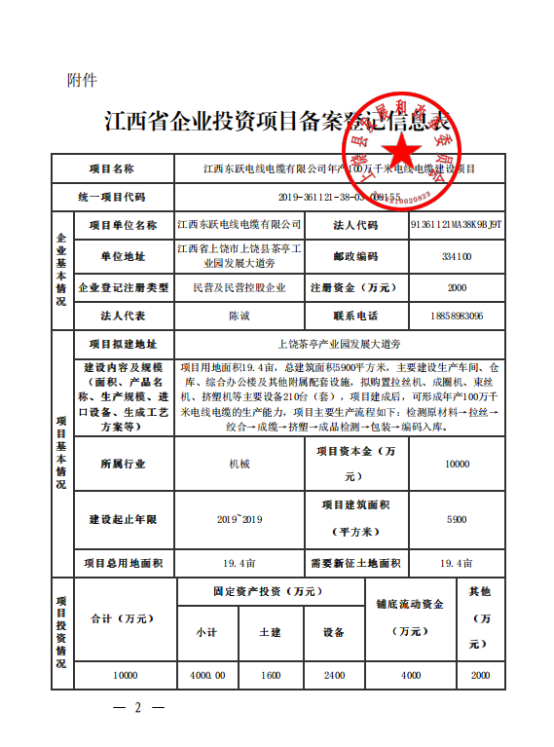 附件
江西省企业投资项目备案登记信息表
项目名称
江西东跃电线电缆有限公司年产100万千米电线电缆建设项目
统一项目代码
2019-361121-38-03-008155
企业基本情况
项目单位名称
江西东跃电线电缆有限公司
法人代码
91361121MA38K9BJ9T
单位地址
江西省上饶市上饶县茶亭工
业园发展大道旁
邮政编码
334100
企业登记注册类型
民营及民营控股企业
注册资金（万元）
2000
法人代表
陈诚
联系电话
18858983096
项目基本情况
项目拟建地址
上饶茶亭产业园发展大道旁
建设内容及规模
（面积、产品名
称、生产规模、进
口设备、生成工艺
方案等）
项目用地面积19.4亩，总建筑面积5900平方米，主要建设生产车间、仓
库、综合办公楼及其他附属配套设施，拟购置拉丝机、成圈机、束丝
机、挤塑机等主要设备210台（套），项目建成后，可形成年产100万千
米电线电缆的生产能力，项目主要生产流程如下：检测原材料→拉丝→
绞合→成缆→挤塑→成品检测→包装→编码入库。
所属行业
机械
项目资本金（万
元）
10000
建设起止年限
2019~2019
项目建筑面积
（平方米）
5900
项目总用地面积
19.4亩
需要新征土地面积
19.4亩
项目投资情况
合计（万元）
固定资产投资（万元）
铺底流动资金
（万元）
其他
（万
元）
小计
土建
设备
10000
4000.00
1600
2400
4000
2000
— 2 —